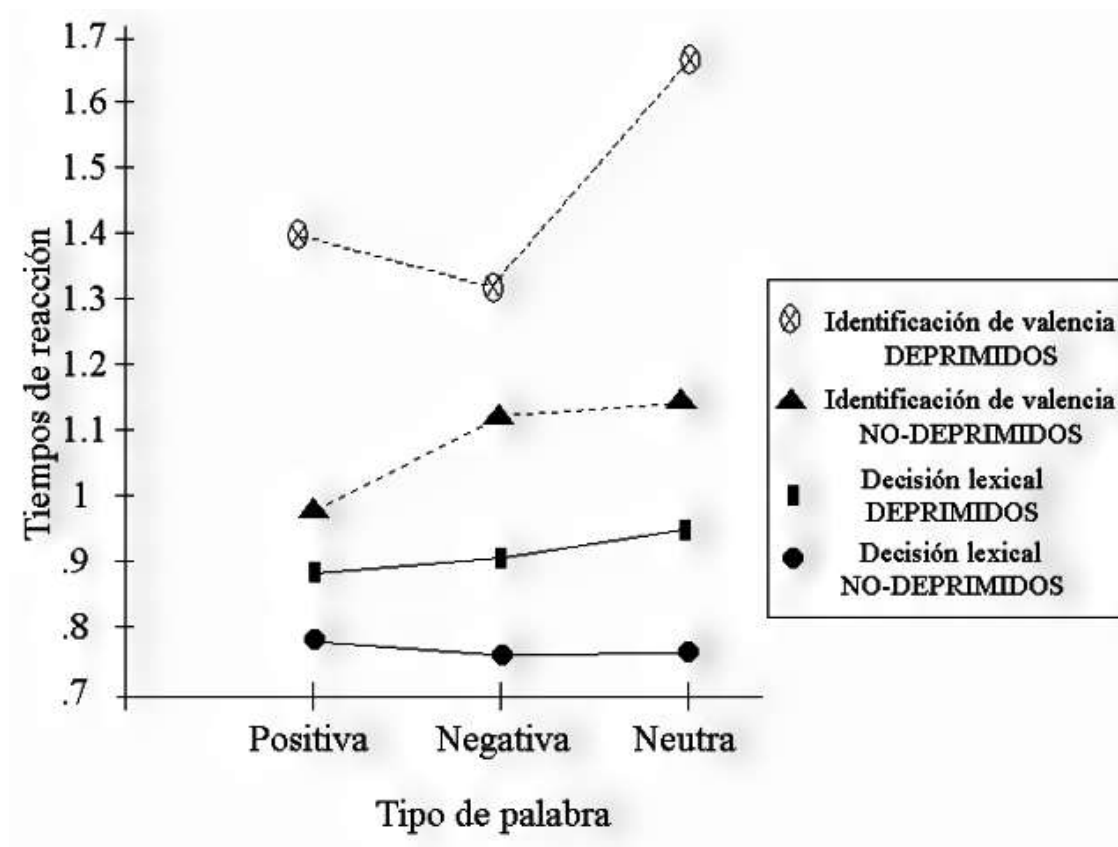 1.7
1.6
1.5
1.4
1.3
1.2
1.1
1
.9
.8
.7
Tiempos de reacción
Positiva Negativa Neutra
Tipo de palabra
Identificación de valencia
DEPRIMIDOS
Identificación de valencia
NO-DEPRIMIDOS
Decisión lexical
DEPRIMIDOS
Decisión lexical
NO-DEPRIMIDOS